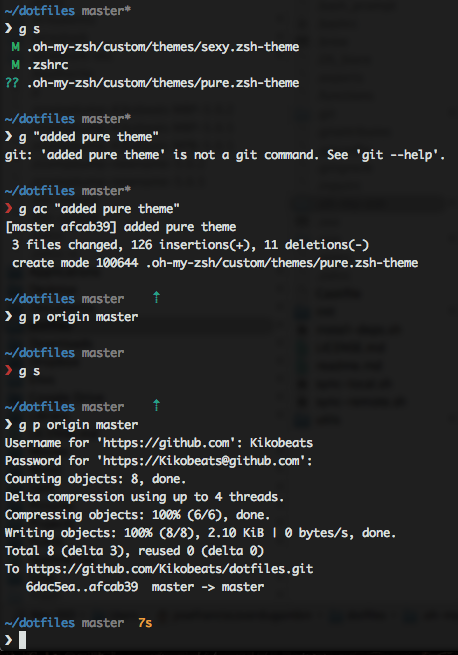 ~/dotfiles master*
❯ g s
 M .oh-my-zsh/custom/themes/sexy.zsh-theme
 M .zshrc
?? .oh-my-zsh/custom/themes/pure.zsh-theme
~/dotfiles master*
❯ g "added pure theme"
git: 'added pure theme' is not a git command. See 'git --help'.
~/dotfiles master*
❯ g ac "added pure theme"
[master afcab39] added pure theme
 3 files changed, 126 insertions(+), 11 deletions(-)
 create mode 100644 .oh-my-zsh/custom/themes/pure.zsh-theme
~/dotfiles master   ⇡
❯ g p origin master
~/dotfiles master
❯ g s
~/dotfiles master   ⇡
❯ g p origin master
Username for 'https://github.com': Kikobeats
Password for 'https://Kikobeats@github.com':
Counting objects: 8, done.
Delta compression using up to 4 threads.
Compressing objects: 100% (6/6), done.
Writing objects: 100% (8/8), 2.10 KiB | 0 bytes/s, done.
Total 8 (delta 3), reused 0 (delta 0)
To https://github.com/Kikobeats/dotfiles.git
   6dac5ea..afcab39  master -> master
~/dotfiles master  7s
❯